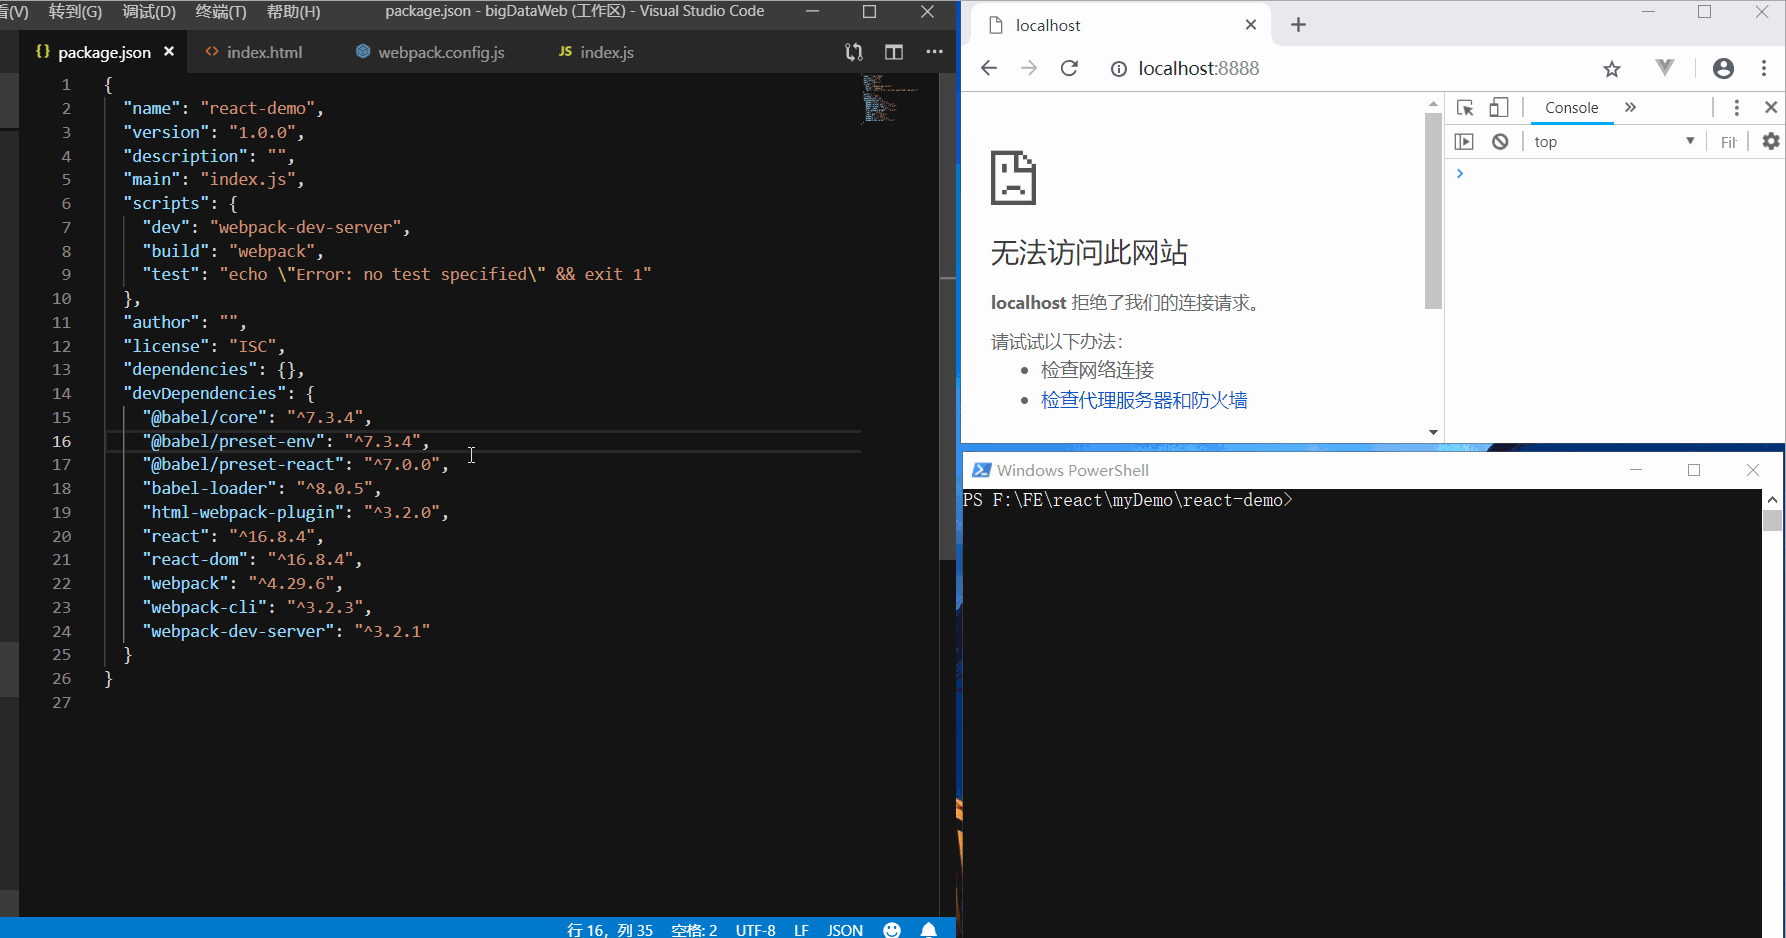 看(V) 转到(G) 调试(D) 终端(T) 帮助(H) package.json - bigDataWeb (工作区) - Visual Studio Code
{} package.json × <> index.html webpack.config.js JS index.js
1 {
2 "name": "react-demo",
3 "version": "1.0.0",
4 "description": "",
5 "main": "index.js",
6 "scripts": {
7 "dev": "webpack-dev-server",
8 "build": "webpack",
9 "test": "echo \"Error: no test specified\" && exit 1"
10 },
11 "author": "",
12 "license": "ISC",
13 "dependencies": {},
14 "devDependencies": {
15 "@babel/core": "^7.3.4",
16 "@babel/preset-env": "^7.3.4",
17 "@babel/preset-react": "^7.0.0",
18 "babel-loader": "^8.0.5",
19 "html-webpack-plugin": "^3.2.0",
20 "react": "^16.8.4",
21 "react-dom": "^16.8.4",
22 "webpack": "^4.29.6",
23 "webpack-cli": "^3.2.3",
24 "webpack-dev-server": "^3.2.1"
25 }
26 }
27
行 16，列 35 空格: 2 UTF-8 LF JSON
localhost
localhost:8888
Console »
top Fil
无法访问此网站
localhost 拒绝了我们的连接请求。
请试试以下办法：
• 检查网络连接
• 检查代理服务器和防火墙
Windows PowerShell
PS F:\FE\react\myDemo\react-demo>